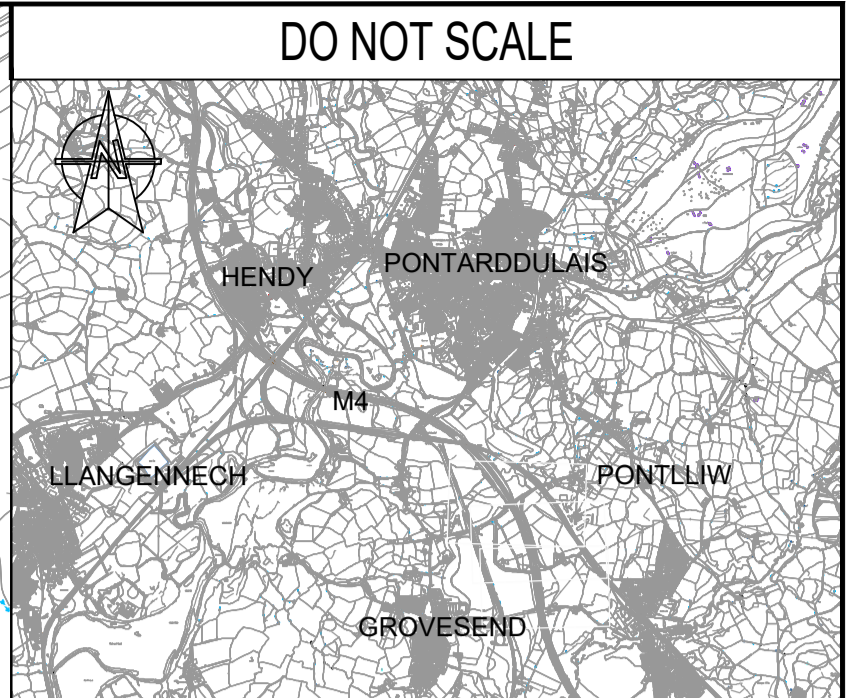 DO NOT SCALE
N
HENDY
PONTARDDULAIS
M4
LLANGENNECH
PONTLLIW
GROVESEND